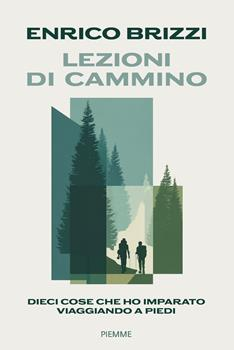 ENRICO BRIZZI
LEZIONI
DI CAMMINO
DIECI COSE CHE HO IMPARATO
VIAGGIANDO A PIEDI
PIEMME